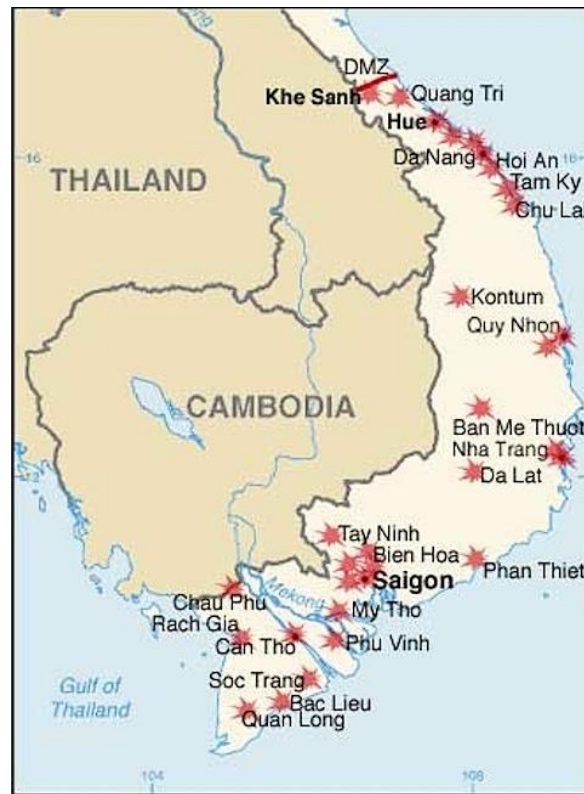 DMZ
Khe Sanh
Quang Tri
Hue
16
16
Da Nang
Hoi An
THAILAND
Tam Ky
Chu Lai
Kontum
Quy Nhon
CAMBODIA
Ban Me Thuot
Nha Trang
Da Lat
12
Tay Ninh
Bien Hoa
Phan Thiet
Saigon
Chau Phu
Mekong
My Tho
Rach Gia
Can Tho
Phu Vinh
Soc Trang
Gulf of
Thailand
Bac Lieu
Quan Long
104
108